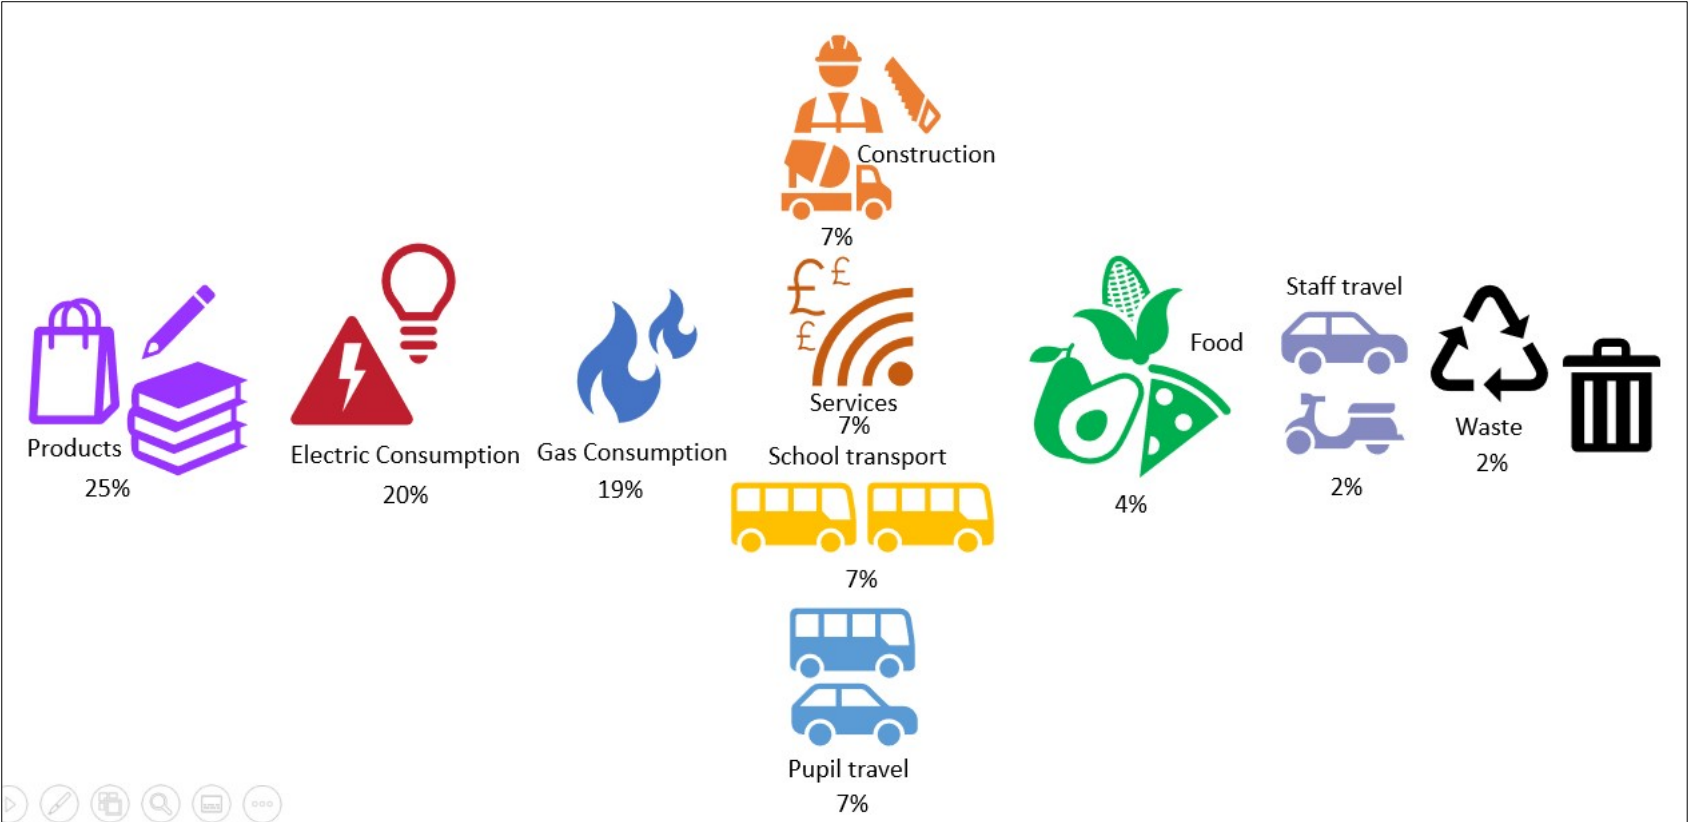 Products
25%
Electric Consumption
20%
Gas Consumption
19%
Construction
7%
£ £
£
Services
7%
School transport
7%
Pupil travel
7%
Food
4%
Staff travel
2%
Waste
2%